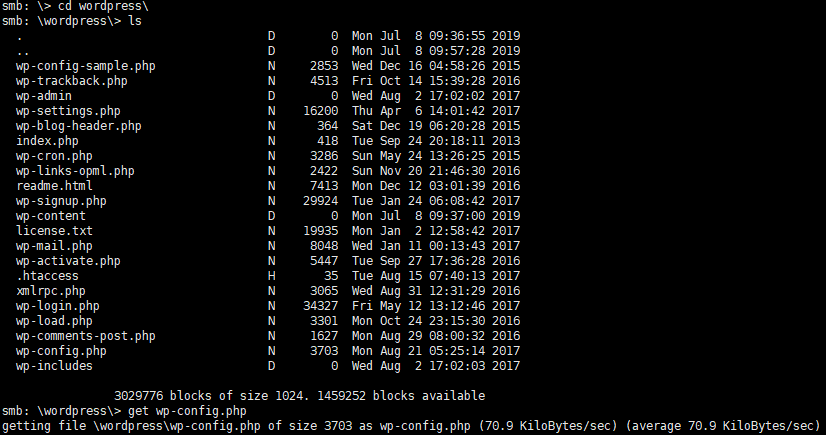 smb: \> cd wordpress\
smb: \wordpress\> ls
. D 0 Mon Jul 8 09:36:55 2019
.. D 0 Mon Jul 8 09:57:28 2019
wp-config-sample.php N 2853 Wed Dec 16 04:58:26 2015
wp-trackback.php N 4513 Fri Oct 14 15:39:28 2016
wp-admin D 0 Wed Aug 2 17:02:02 2017
wp-settings.php N 16200 Thu Apr 6 14:01:42 2017
wp-blog-header.php N 364 Sat Dec 19 06:20:28 2015
index.php N 418 Tue Sep 24 20:18:11 2013
wp-cron.php N 3286 Sun May 24 13:26:25 2015
wp-links-opml.php N 2422 Sun Nov 20 21:46:30 2016
readme.html N 7413 Mon Dec 12 03:01:39 2016
wp-signup.php N 29924 Tue Jan 24 06:08:42 2017
wp-content D 0 Mon Jul 8 09:37:00 2019
license.txt N 19935 Mon Jan 2 12:58:42 2017
wp-mail.php N 8048 Wed Jan 11 00:13:43 2017
wp-activate.php N 5447 Tue Sep 27 17:36:28 2016
.htaccess H 35 Tue Aug 15 07:40:13 2017
xmlrpc.php N 3065 Wed Aug 31 12:31:29 2016
wp-login.php N 34327 Fri May 12 13:12:46 2017
wp-load.php N 3301 Mon Oct 24 23:15:30 2016
wp-comments-post.php N 1627 Mon Aug 29 08:00:32 2016
wp-config.php N 3703 Mon Aug 21 05:25:14 2017
wp-includes D 0 Wed Aug 2 17:02:03 2017
3029776 blocks of size 1024. 1459252 blocks available
smb: \wordpress\> get wp-config.php
getting file \wordpress\wp-config.php of size 3703 as wp-config.php (70.9 KiloBytes/sec) (average 70.9 KiloBytes/sec)